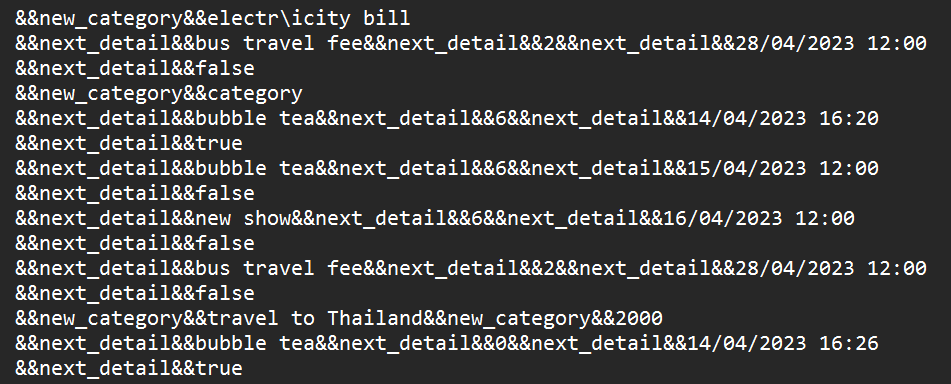 &&new_category&&electr\icity bill
&&next_detail&&bus travel fee&&next_detail&&2&&next_detail&&28/04/2023 12:00
&&next_detail&&false
&&new_category&&category
&&next_detail&&bubble tea&&next_detail&&6&&next_detail&&14/04/2023 16:20
&&next_detail&&true
&&next_detail&&bubble tea&&next_detail&&6&&next_detail&&15/04/2023 12:00
&&next_detail&&false
&&next_detail&&new show&&next_detail&&6&&next_detail&&16/04/2023 12:00
&&next_detail&&false
&&next_detail&&bus travel fee&&next_detail&&2&&next_detail&&28/04/2023 12:00
&&next_detail&&false
&&new_category&&travel to Thailand&&new_category&&2000
&&next_detail&&bubble tea&&next_detail&&0&&next_detail&&14/04/2023 16:26
&&next_detail&&true